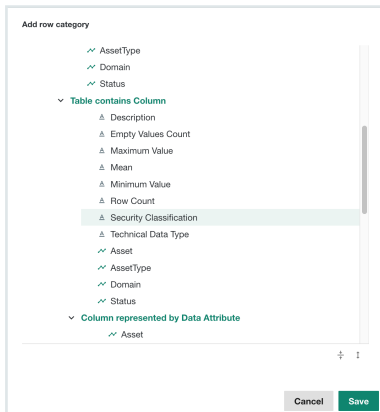 Add row category
AssetType
Domain
Status
Table contains Column
Description
Empty Values Count
Maximum Value
Mean
Minimum Value
Row Count
Security Classification
Technical Data Type
Asset
AssetType
Domain
Status
Column represented by Data Attribute
Asset
Cancel Save